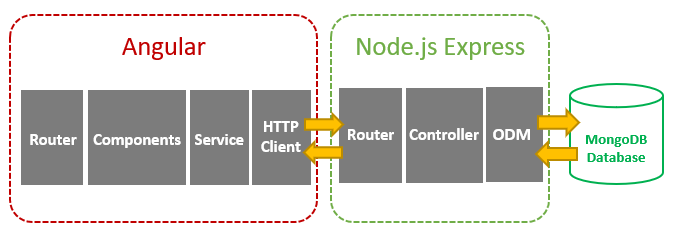 Angular
Node.js Express
Router
Components
Service
HTTP
Client
Router
Controller
ODM
MongoDB
Database